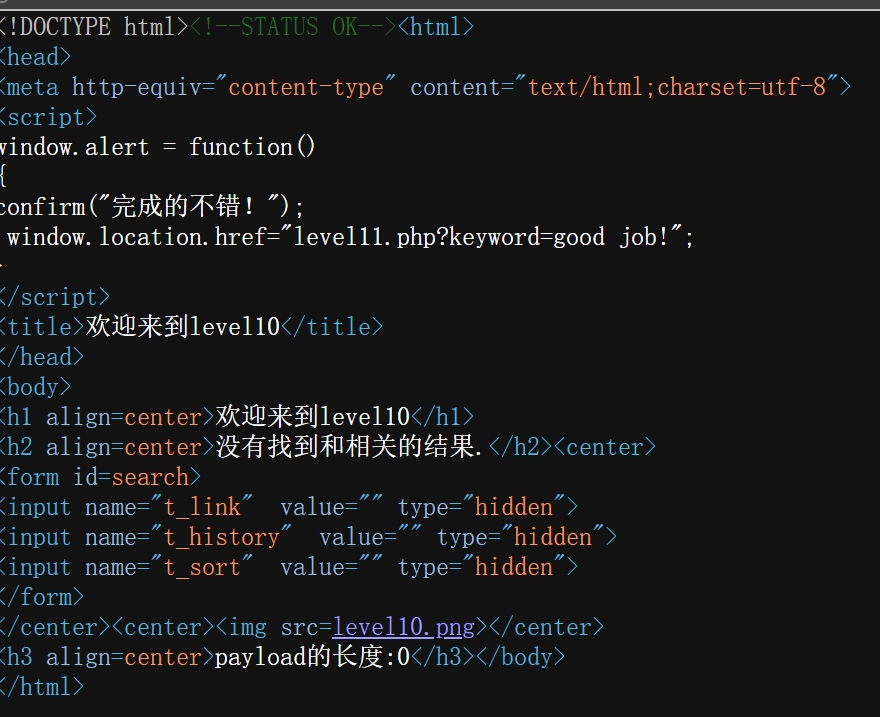 <!DOCTYPE html><!--STATUS OK--><html>
<head>
<meta http-equiv="content-type" content="text/html;charset=utf-8">
<script>
window.alert = function()
{
confirm("完成的不错！");
 window.location.href="level11.php?keyword=good job!";
}
</script>
<title>欢迎来到level10</title>
</head>
<body>
<h1 align=center>欢迎来到level10</h1>
<h2 align=center>没有找到和相关的结果.</h2><center>
<form id=search>
<input name="t_link"  value="" type="hidden">
<input name="t_history"  value="" type="hidden">
<input name="t_sort"  value="" type="hidden">
</form>
</center><center><img src=level10.png></center>
<h3 align=center>payload的长度:0</h3></body>
</html>